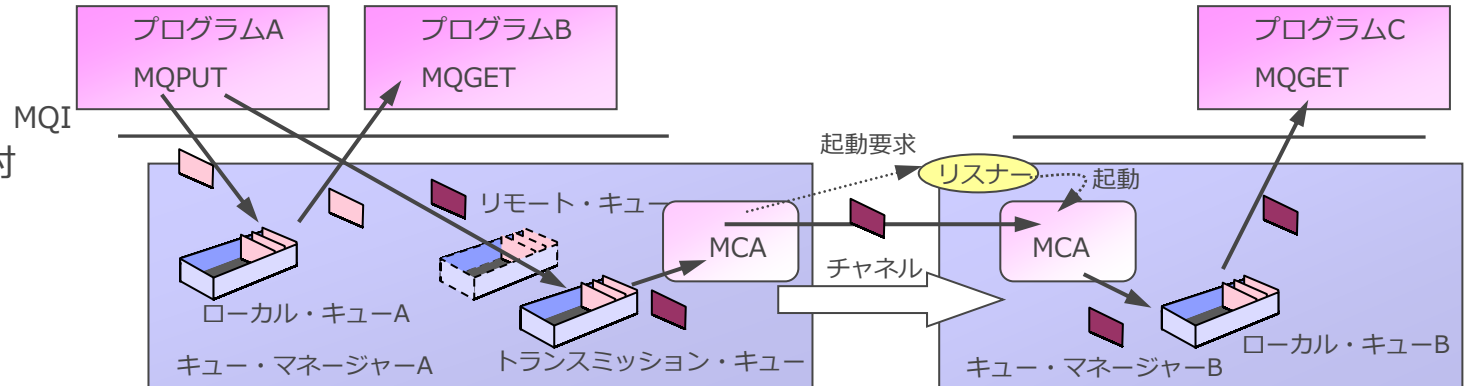 プログラムA
MQPUT
プログラムB
MQGET
プログラムC
MQGET
MQI
付
起動要求
リスナー
起動
リモート・キュー
MCA
MCA
チャネル
ローカル・キューA
キュー・マネージャーA
トランスミッション・キュー
ローカル・キューB
キュー・マネージャーB